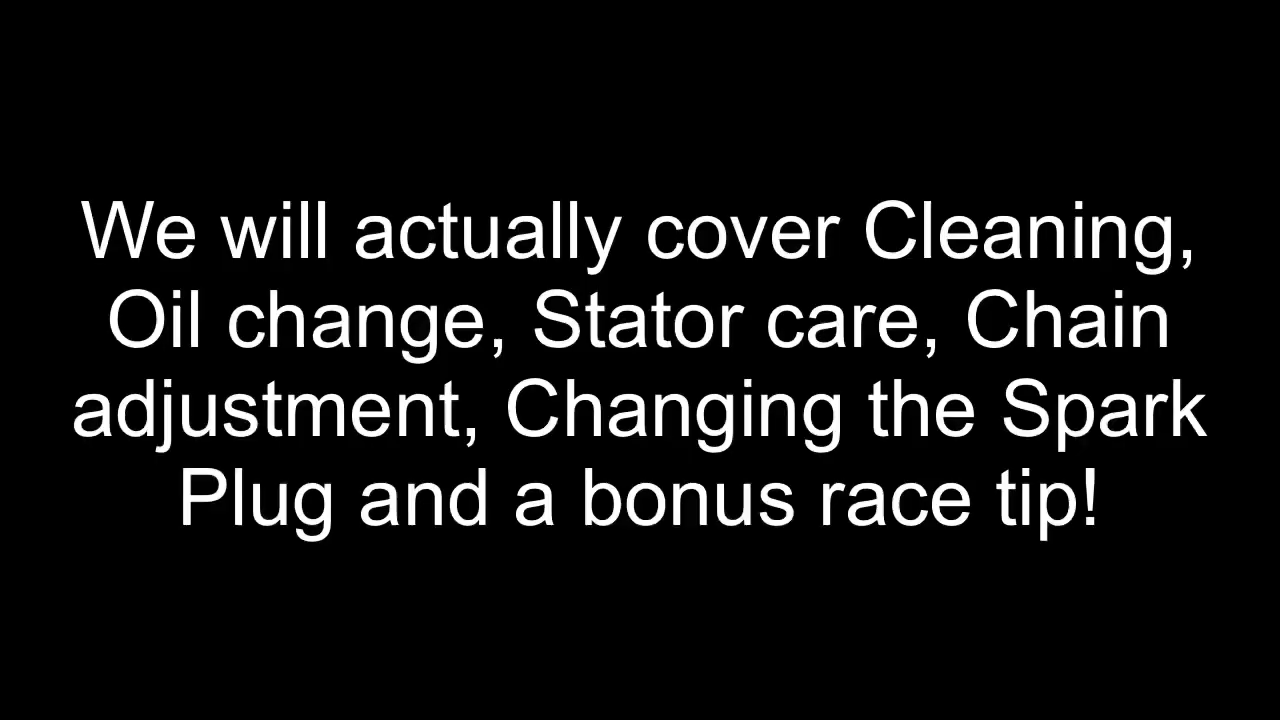 We will actually cover Cleaning,
Oil change, Stator care, Chain
adjustment, Changing the Spark
Plug and a bonus race tip!